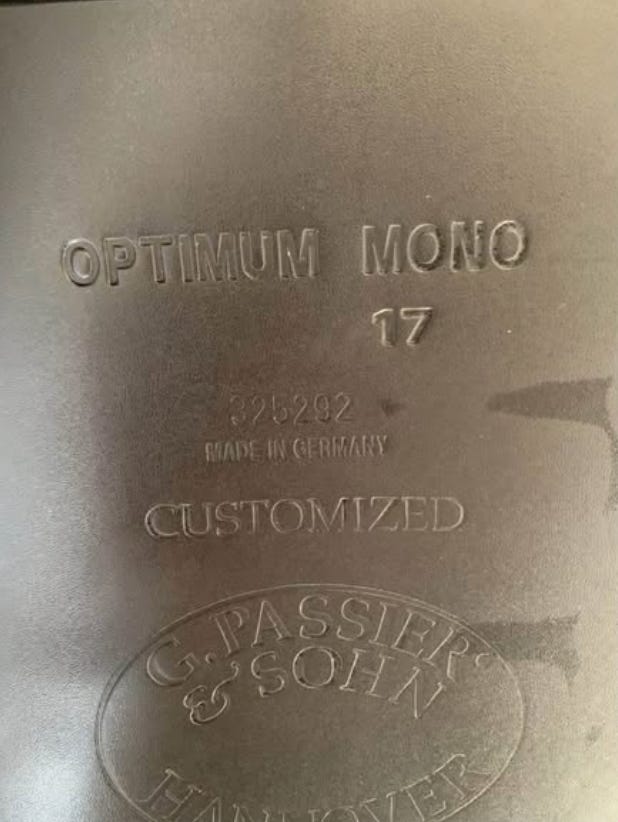 OPTIMUM MONO
17
325292
MADE IN GERMANY
CUSTOMIZED
G. PASSIER
& SOHN
HANNOVER